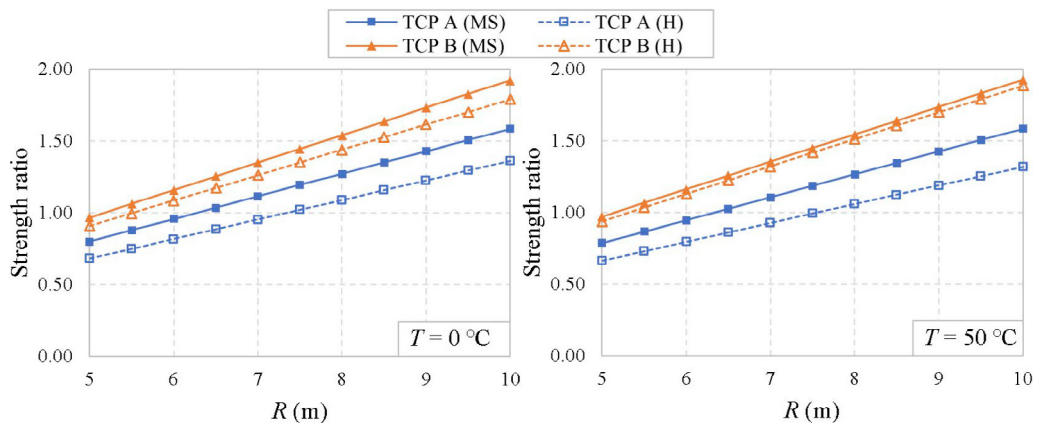 TCP A (MS) TCP A (H)
TCP B (MS) TCP B (H)
Strength ratio
2.00
1.50
1.00
0.50
0.00
T = 0 °C
5 6 7 8 9 10
R (m)
Strength ratio
2.00
1.50
1.00
0.50
0.00
T = 50 °C
5 6 7 8 9 10
R (m)